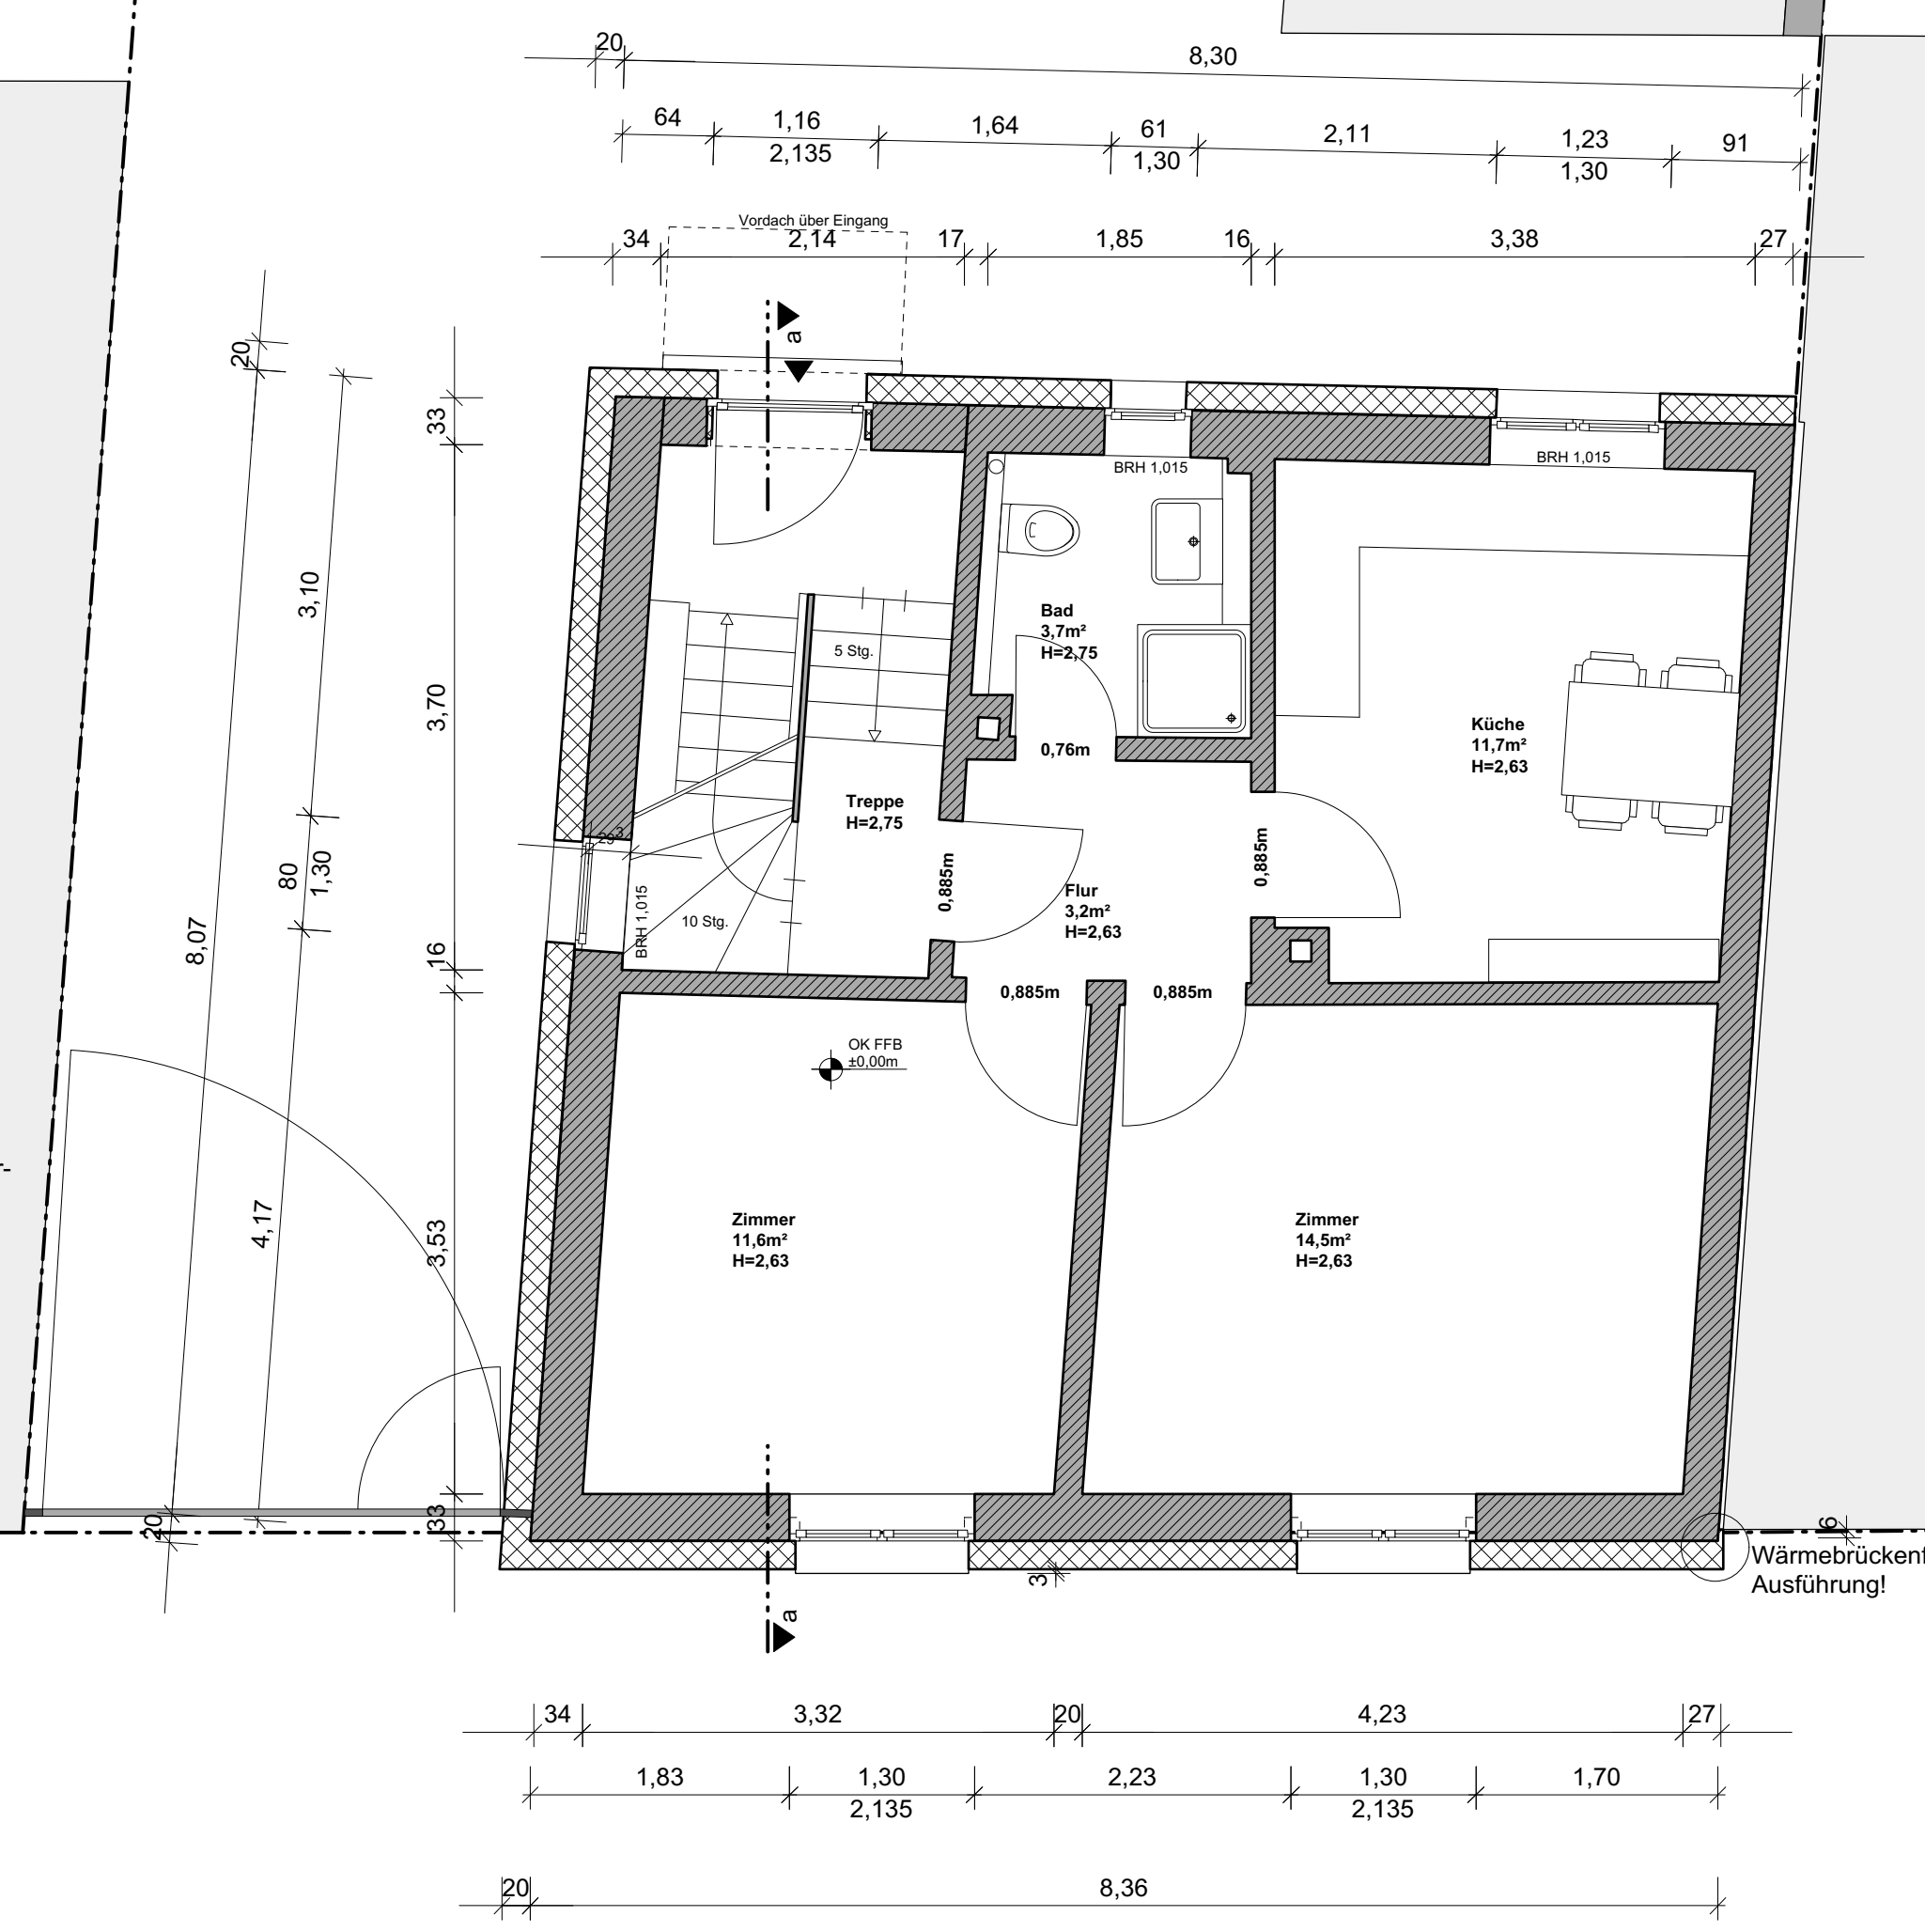 20
8,30
64
1,16
2,135
1,64
61
1,30
2,11
1,23
1,30
91
Vordach über Eingang
34
2,14
17
1,85
16
3,38
27
a
20
33
BRH 1,015
BRH 1,015
3,10
Bad
3,7m²
H=2,75
5 Stg.
3,70
0,76m
Küche
11,7m²
H=2,63
Treppe
H=2,75
29³
80
1,30
0,885m
0,885m
Flur
3,2m²
H=2,63
BRH 1,015
10 Stg.
8,07
16
0,885m
0,885m
OK FFB
±0,00m
4,17
3,53
Zimmer
11,6m²
H=2,63
Zimmer
14,5m²
H=2,63
20
33
6
Wärmebrückenf
Ausführung!
3
a
34
3,32
20
4,23
27
1,83
1,30
2,135
2,23
1,30
2,135
1,70
20
8,36